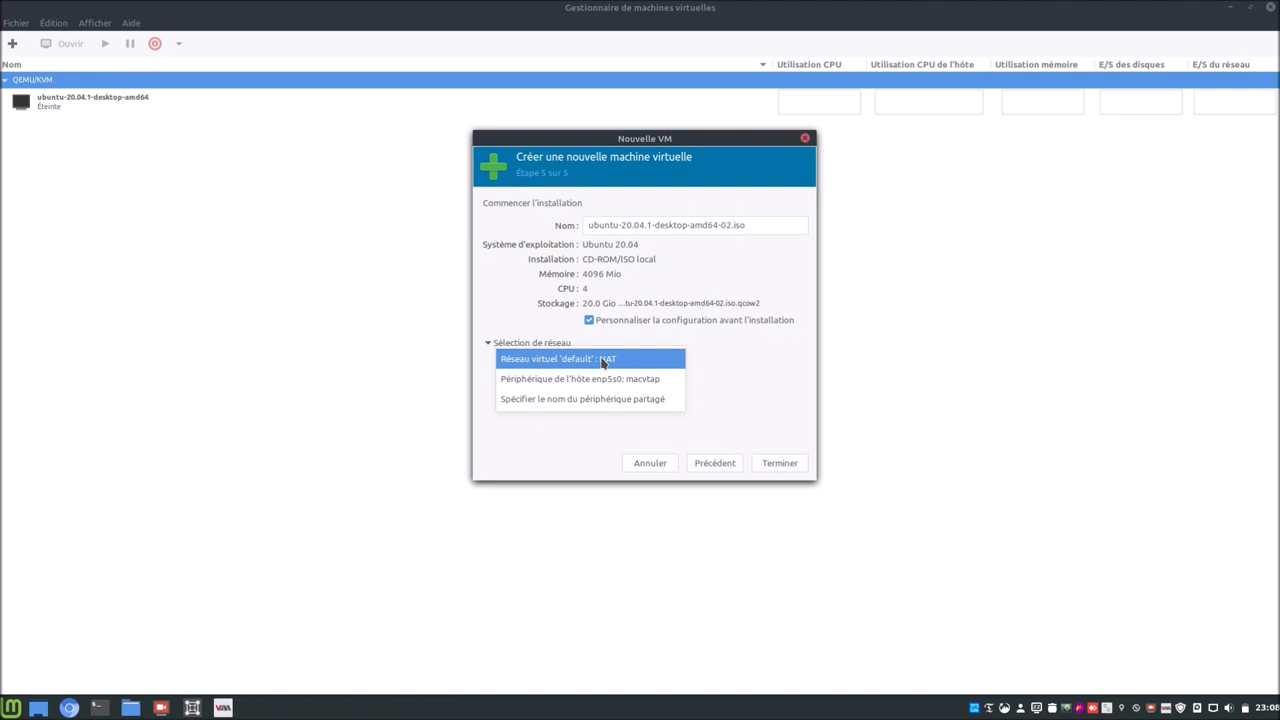 Gestionnaire de machines virtuelles
Fichier Édition Afficher Aide
Ouvrir
Nom Utilisation CPU Utilisation CPU de l'hôte Utilisation mémoire E/S des disques E/S du réseau
QEMU/KVM
ubuntu-20.04.1-desktop-amd64
Éteinte
Nouvelle VM
Créer une nouvelle machine virtuelle
Étape 5 sur 5
Commencer l'installation
Nom : ubuntu-20.04.1-desktop-amd64-02.iso
Système d'exploitation : Ubuntu 20.04
Installation : CD-ROM/ISO local
Mémoire : 4096 Mio
CPU : 4
Stockage : 20.0 Gio ...tu-20.04.1-desktop-amd64-02.iso.qcow2
Personnaliser la configuration avant l'installation
Sélection de réseau
Réseau virtuel 'default' : NAT
Périphérique de l'hôte enp5s0: macvtap
Spécifier le nom du périphérique partagé
Annuler Précédent Terminer
23:08